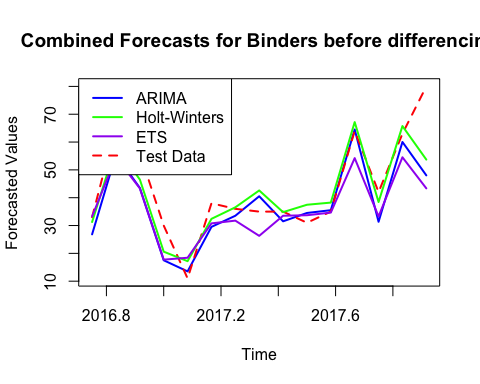 Combined Forecasts for Binders before differencin
ARIMA
Holt-Winters
ETS
Test Data
Forecasted Values
70
50
30
10
2016.8 2017.2 2017.6
Time